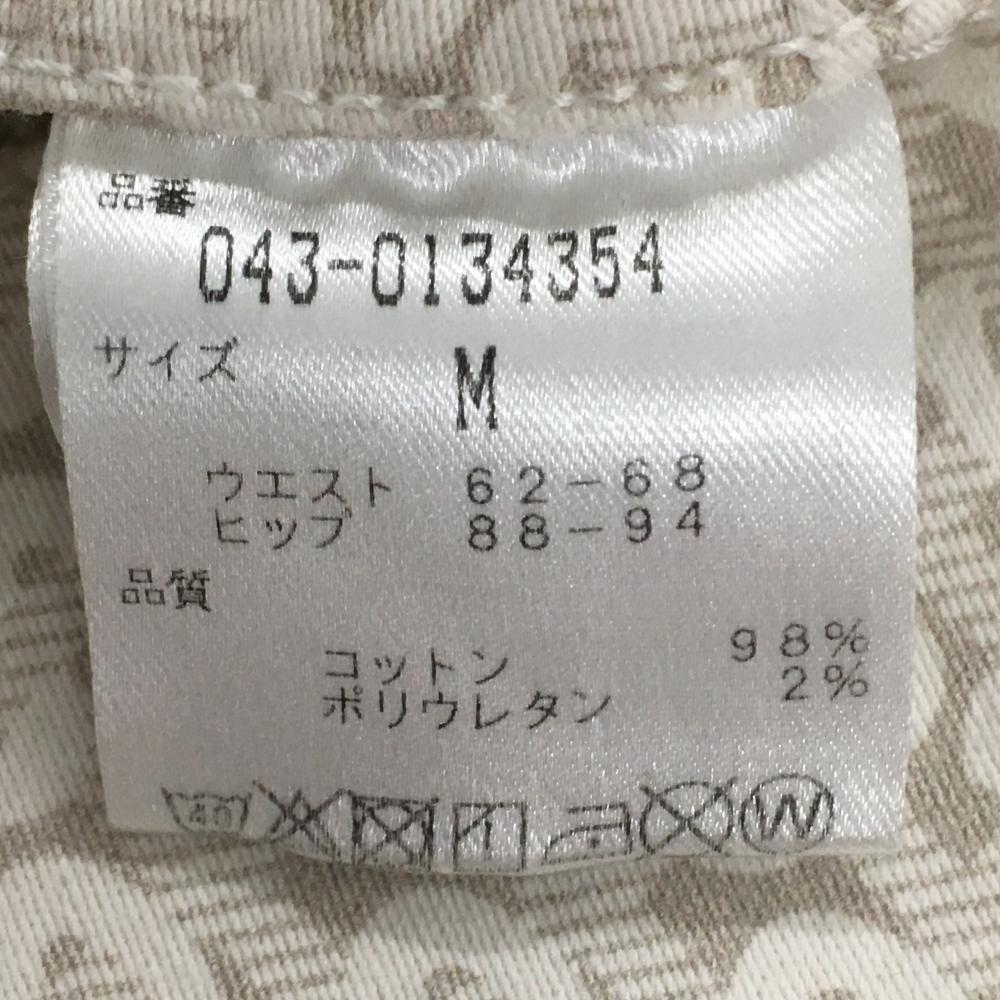 品番
043-0134354
サイズ M
ウエスト 62-68
ヒップ 88-94
品質
コットン 98%
ポリウレタン 2%
40
W